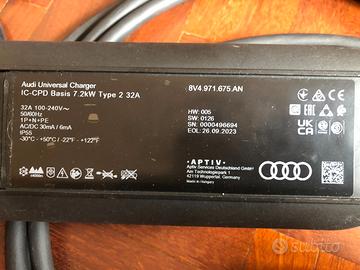 Audi Universal Charger
IC-CPD Basis 7.2kW Type 2 32A
8V4.971.675.AN
32A 100-240V~
50/60Hz
1P+N+PE
AC/DC 30mA / 6mA
IP55
-30°C - +50°C / -22°F - +122°F
HW: 005
SW: 0126
SN: 0000496694
EOL: 26.09.2023
• APTIV •
Aptiv Services Deutschland GmbH
Am Technologiepark 1
42119 Wuppertal, Germany
Made in Hungary
UK
CA
EAC
subito